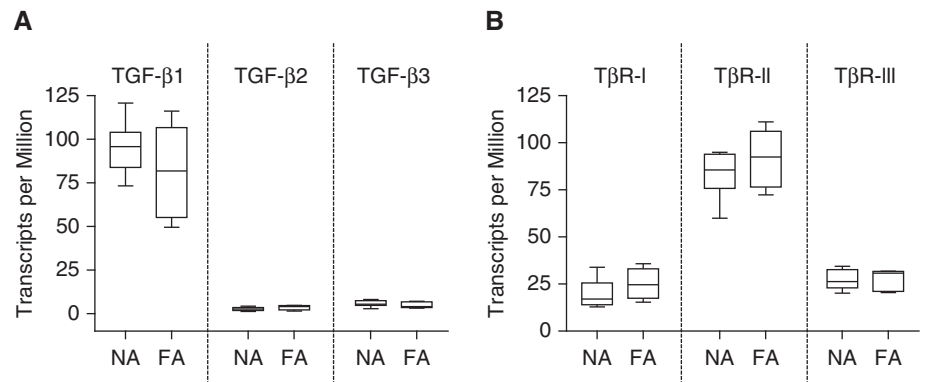 A
TGF-β1 TGF-β2 TGF-β3
Transcripts per Million
125
100
75
50
25
0
NA FA NA FA NA FA
B
TβR-I TβR-II TβR-III
Transcripts per Million
125
100
75
50
25
0
NA FA NA FA NA FA